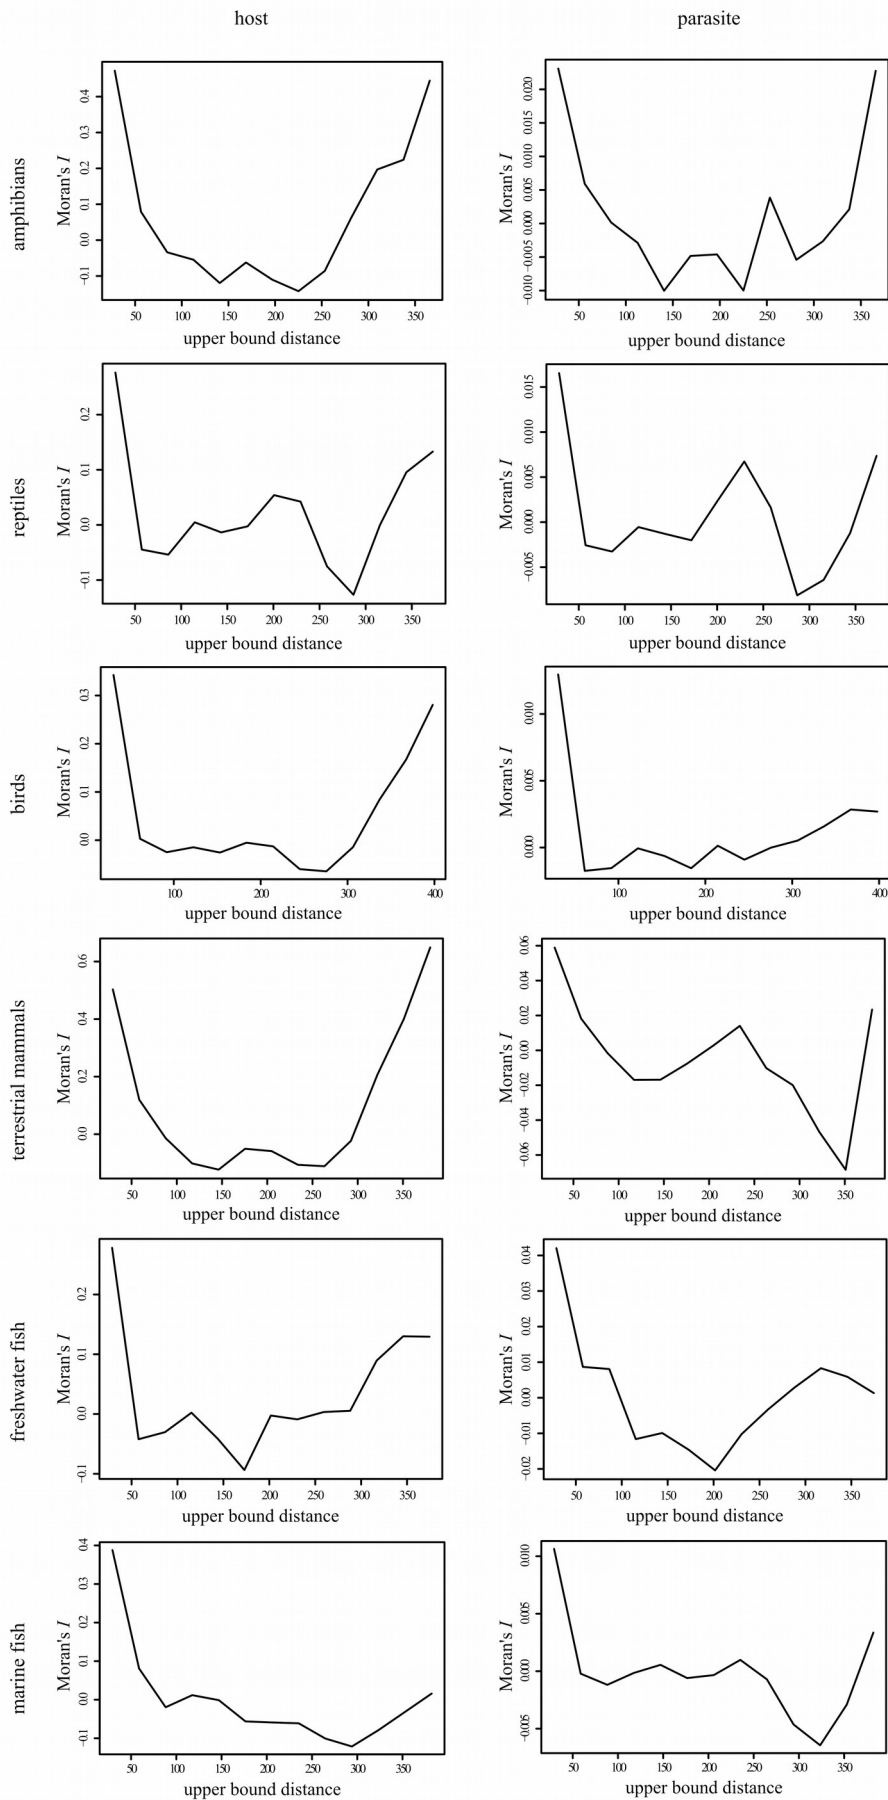 host parasite
amphibians
Moran's I
0.4
0.3
0.2
0.1
0.0
−0.1
50 100 150 200 250 300 350
upper bound distance
Moran's I
0.020
0.015
0.010
0.005
0.000
−0.005
−0.010
50 100 150 200 250 300 350
upper bound distance
reptiles
Moran's I
0.2
0.1
0.0
−0.1
50 100 150 200 250 300 350
upper bound distance
Moran's I
0.015
0.010
0.005
0.000
−0.005
50 100 150 200 250 300 350
upper bound distance
birds
Moran's I
0.3
0.2
0.1
0.0
100 200 300 400
upper bound distance
Moran's I
0.010
0.005
0.000
100 200 300 400
upper bound distance
terrestrial mammals
Moran's I
0.6
0.4
0.2
0.0
50 100 150 200 250 300 350
upper bound distance
Moran's I
0.06
0.04
0.02
0.00
−0.02
−0.04
−0.06
50 100 150 200 250 300 350
upper bound distance
freshwater fish
Moran's I
0.2
0.1
0.0
−0.1
50 100 150 200 250 300 350
upper bound distance
Moran's I
0.04
0.03
0.02
0.01
0.00
−0.01
−0.02
50 100 150 200 250 300 350
upper bound distance
marine fish
Moran's I
0.4
0.3
0.2
0.1
0.0
−0.1
50 100 150 200 250 300 350
upper bound distance
Moran's I
0.010
0.005
0.000
−0.005
50 100 150 200 250 300 350
upper bound distance